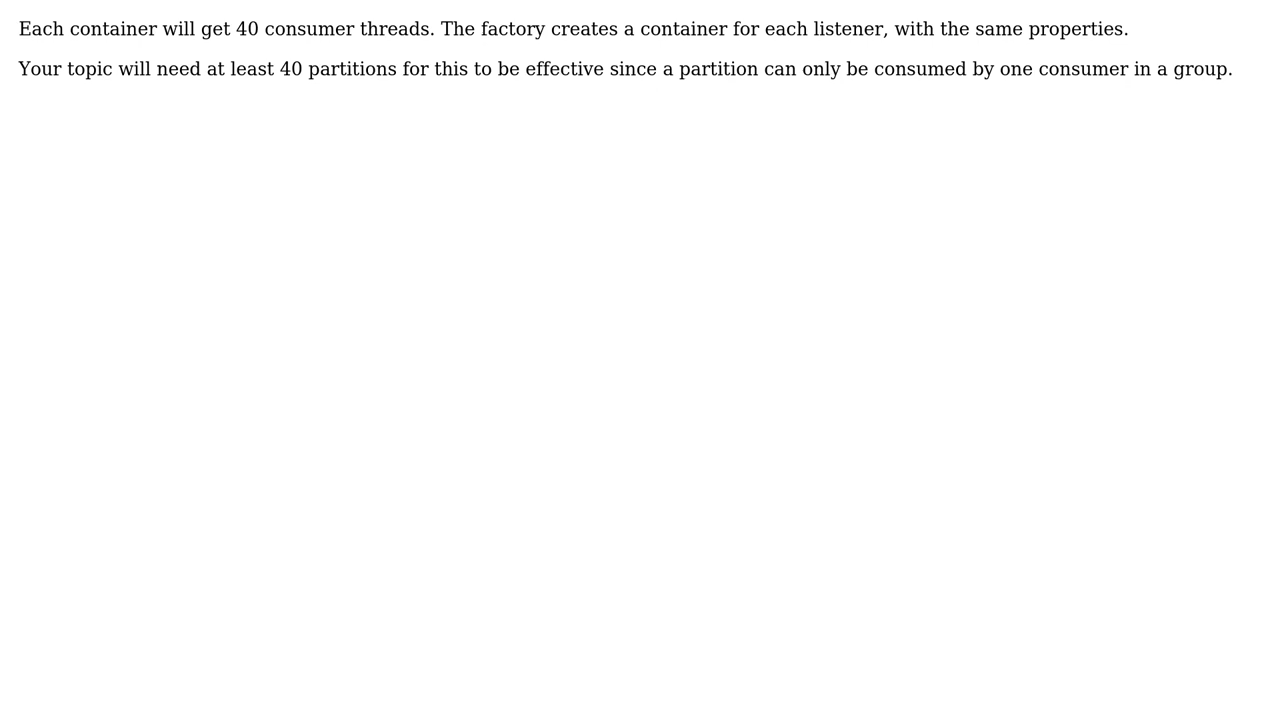 Each container will get 40 consumer threads. The factory creates a container for each listener, with the same properties.
Your topic will need at least 40 partitions for this to be effective since a partition can only be consumed by one consumer in a group.